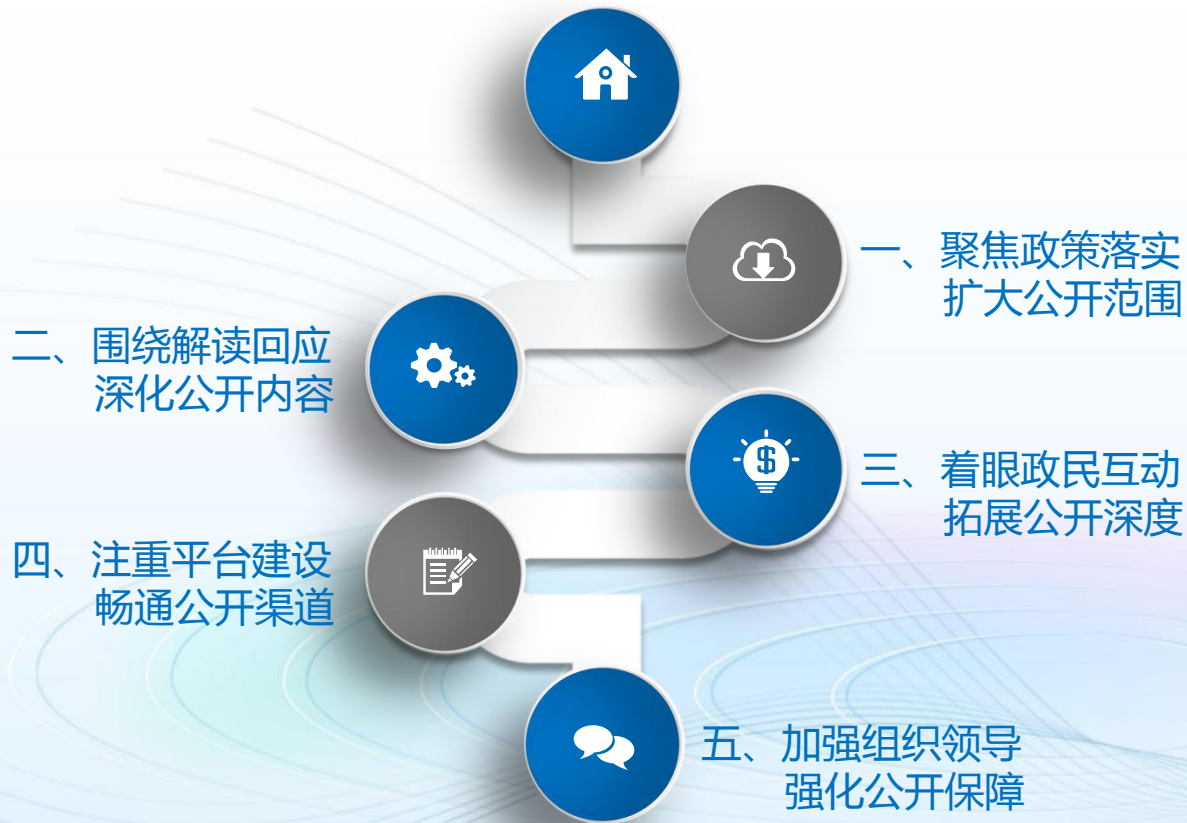 一、聚焦政策落实
扩大公开范围
二、围绕解读回应
深化公开内容
三、着眼政民互动
拓展公开深度
四、注重平台建设
畅通公开渠道
五、加强组织领导
强化公开保障